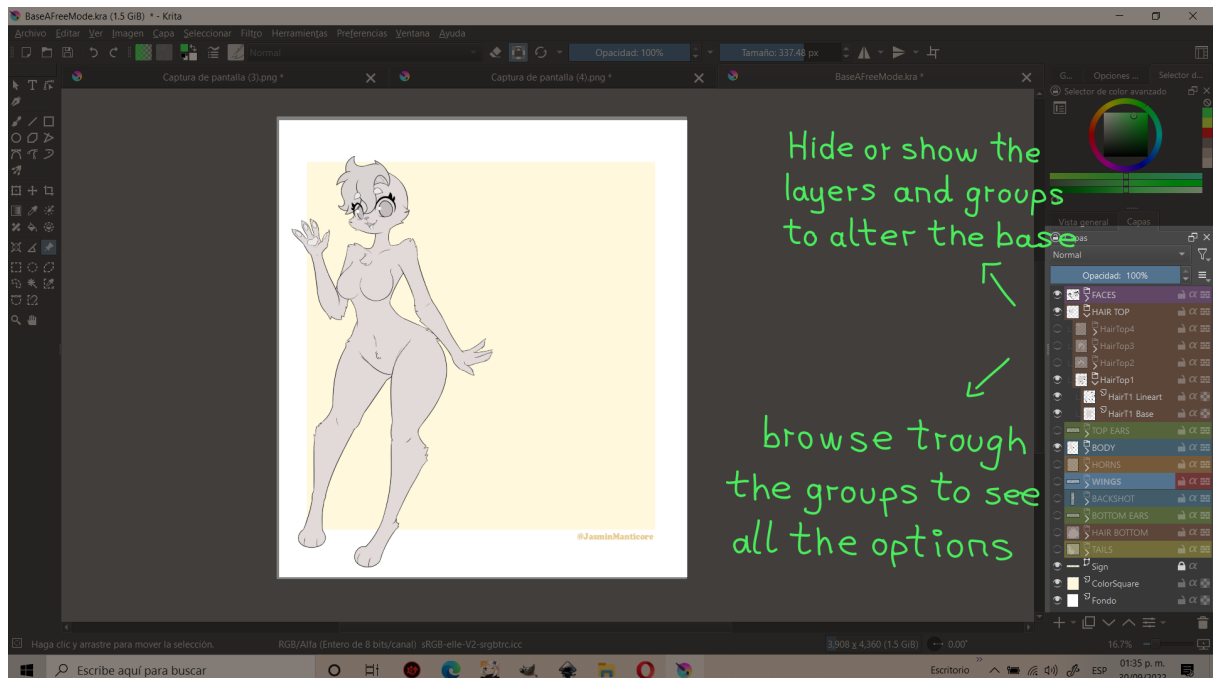 BaseAFreeMode.kra (1.5 GiB) * - Krita
Archivo Editar Ver Imagen Capa Seleccionar Filtro Herramientas Preferencias Ventana Ayuda
Normal Opacidad: 100% Tamaño: 337.48 px
Captura de pantalla (3).png * Captura de pantalla (4).png * BaseAFreeMode.kra *
G... Opciones ... Selector d...
Selector de color avanzado
Hide or show the
layers and groups
to alter the base
Vista general Capas
Capas
Normal
Opacidad: 100%
FACES
HAIR TOP
HairTop4
HairTop3
HairTop2
HairTop1
HairT1 Lineart
HairT1 Base
TOP EARS
BODY
HORNS
WINGS
BACKSHOT
BOTTOM EARS
HAIR BOTTOM
TAILS
Sign
ColorSquare
Fondo
browse trough
the groups to see
all the options
@JasminManticore
Haga clic y arrastre para mover la selección. RGB/Alfa (Entero de 8 bits/canal) sRGB-elle-V2-srgbtrc.icc 3,908 x 4,360 (1.5 GiB) 0.00° 16.7%
Escribe aquí para buscar Escritorio ESP 01:35 p. m.
30/09/2022